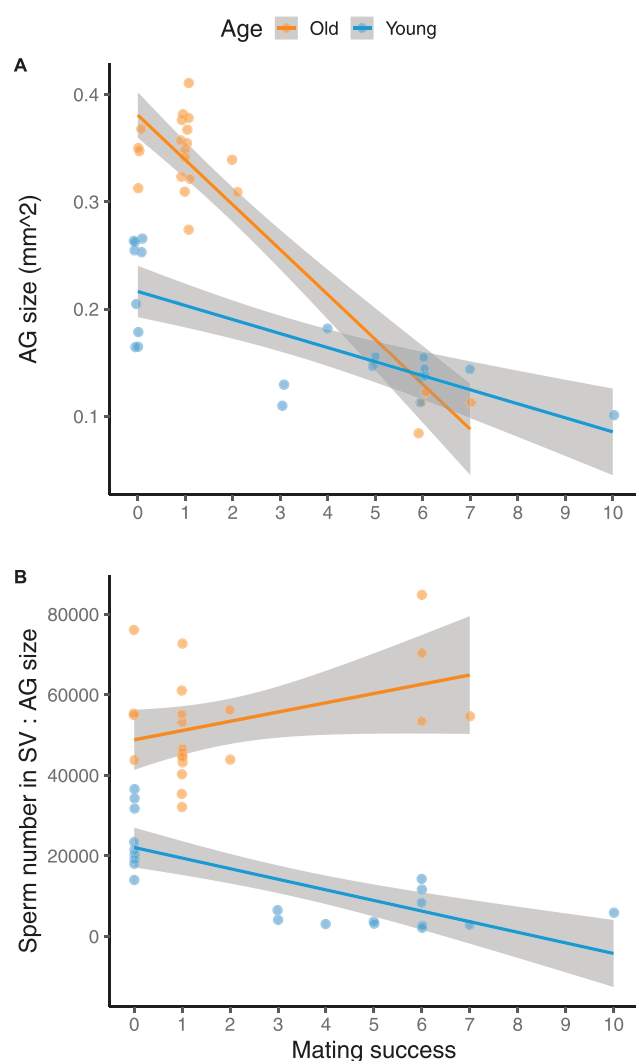 Age Old Young
A
0.4
0.3
0.2
0.1
AG size (mm^2)
0 1 2 3 4 5 6 7 8 9 10
B
80000
60000
40000
20000
0
Sperm number in SV : AG size
0 1 2 3 4 5 6 7 8 9 10
Mating success